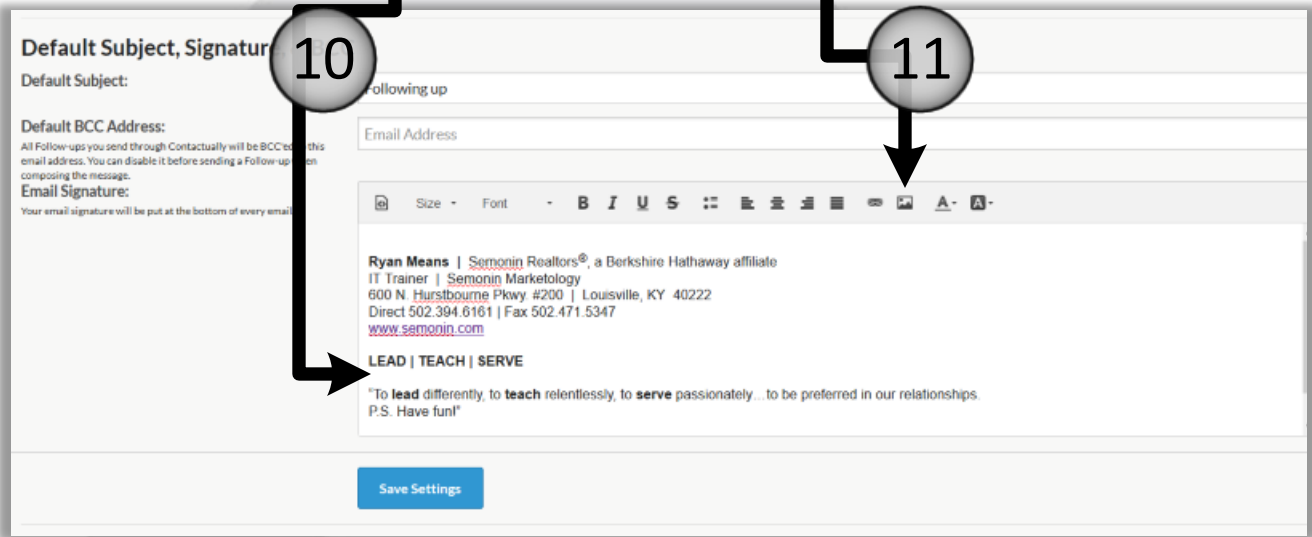 10
11
Default Subject, Signature,
Default Subject:
Following up
Default BCC Address:
All Follow-ups you send through Contactually will be BCC'ed this
email address. You can disable it before sending a Follow-up
composing the message.
Email Address
Email Signature:
Your email signature will be put at the bottom of every email
Size Font B I U S A A
Ryan Means | Semonin Realtors®, a Berkshire Hathaway affiliate
IT Trainer | Semonin Marketology
600 N. Hurstbourne Pkwy. #200 | Louisville, KY 40222
Direct 502.394.6161 | Fax 502.471.5347
www.semonin.com
LEAD | TEACH | SERVE
"To lead differently, to teach relentlessly, to serve passionately...to be preferred in our relationships.
P.S. Have fun!"
Save Settings